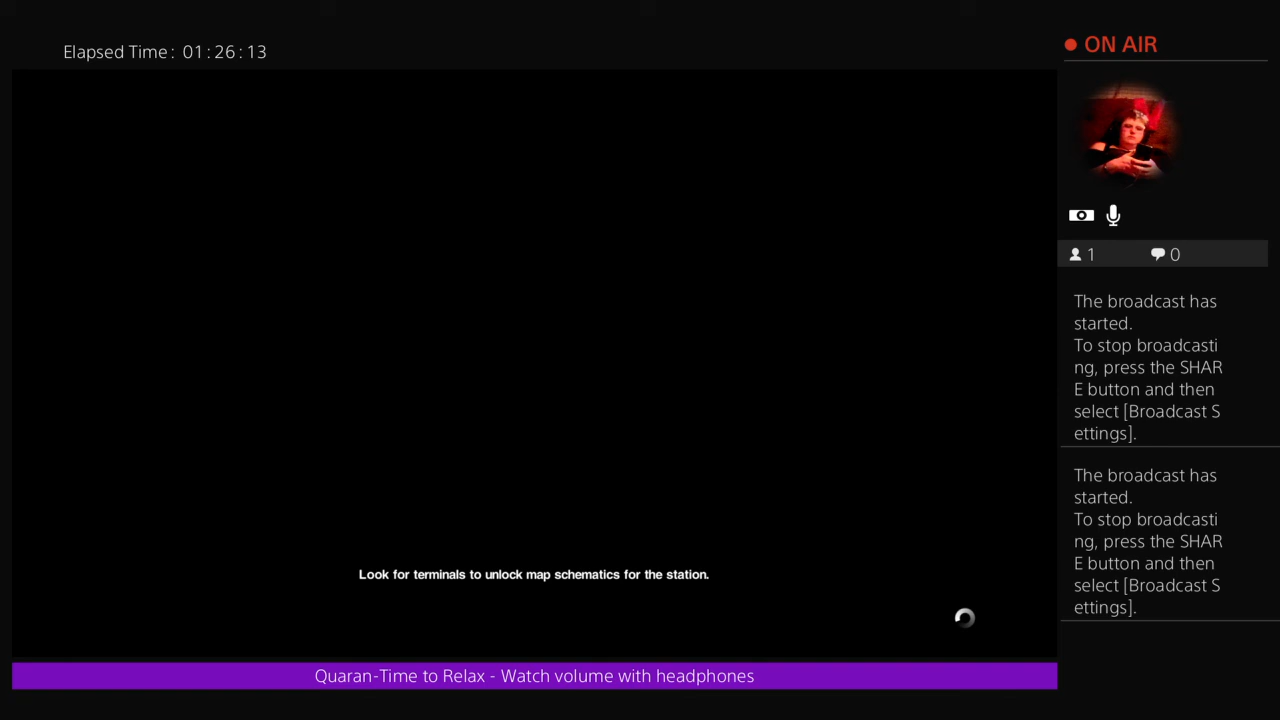 Elapsed Time: 01:26:13
ON AIR
1 0
The broadcast has
started.
To stop broadcasti
ng, press the SHAR
E button and then
select [Broadcast S
ettings].
The broadcast has
started.
To stop broadcasti
ng, press the SHAR
E button and then
select [Broadcast S
ettings].
Look for terminals to unlock map schematics for the station.
Quaran-Time to Relax - Watch volume with headphones